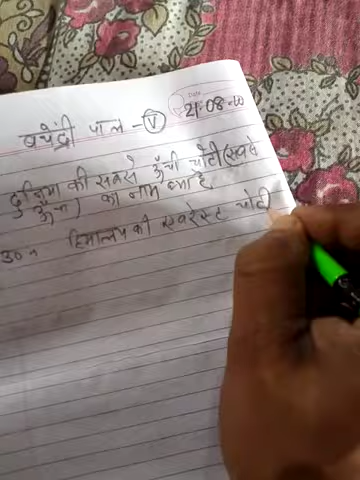 Date
21-08-20
बचेंद्री पाल - V
दुनिया की सबसे ऊँची चोटी (सबसे
ऊँचा) का नाम क्या है
उ० हिमालय की एवरेस्ट चोटी